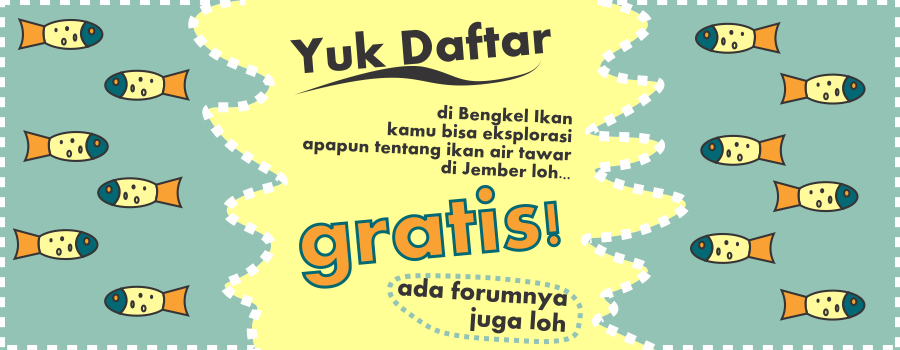 Yuk Daftar
di Bengkel Ikan
kamu bisa eksplorasi
apapun tentang ikan air tawar
di Jember loh...
gratis!
ada forumnya
juga loh